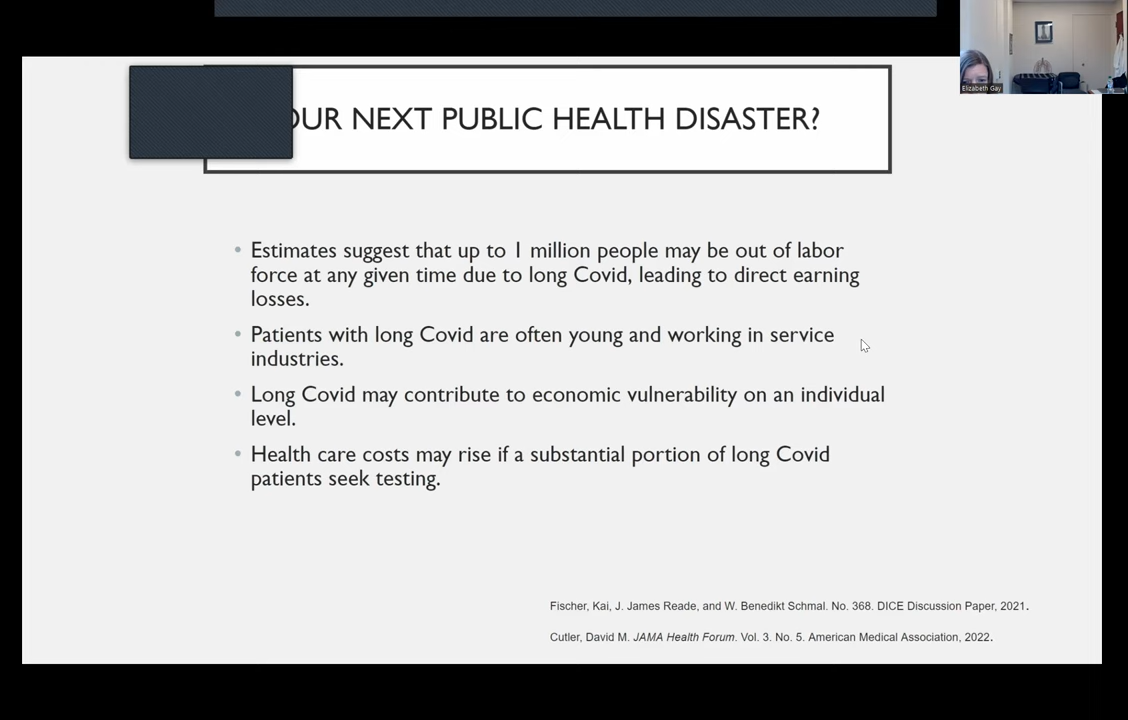 OUR NEXT PUBLIC HEALTH DISASTER?
Elizabeth Gay
• Estimates suggest that up to 1 million people may be out of labor
force at any given time due to long Covid, leading to direct earning
losses.
• Patients with long Covid are often young and working in service
industries.
• Long Covid may contribute to economic vulnerability on an individual
level.
• Health care costs may rise if a substantial portion of long Covid
patients seek testing.
Fischer, Kai, J. James Reade, and W. Benedikt Schmal. No. 368. DICE Discussion Paper, 2021.
Cutler, David M. JAMA Health Forum. Vol. 3. No. 5. American Medical Association, 2022.